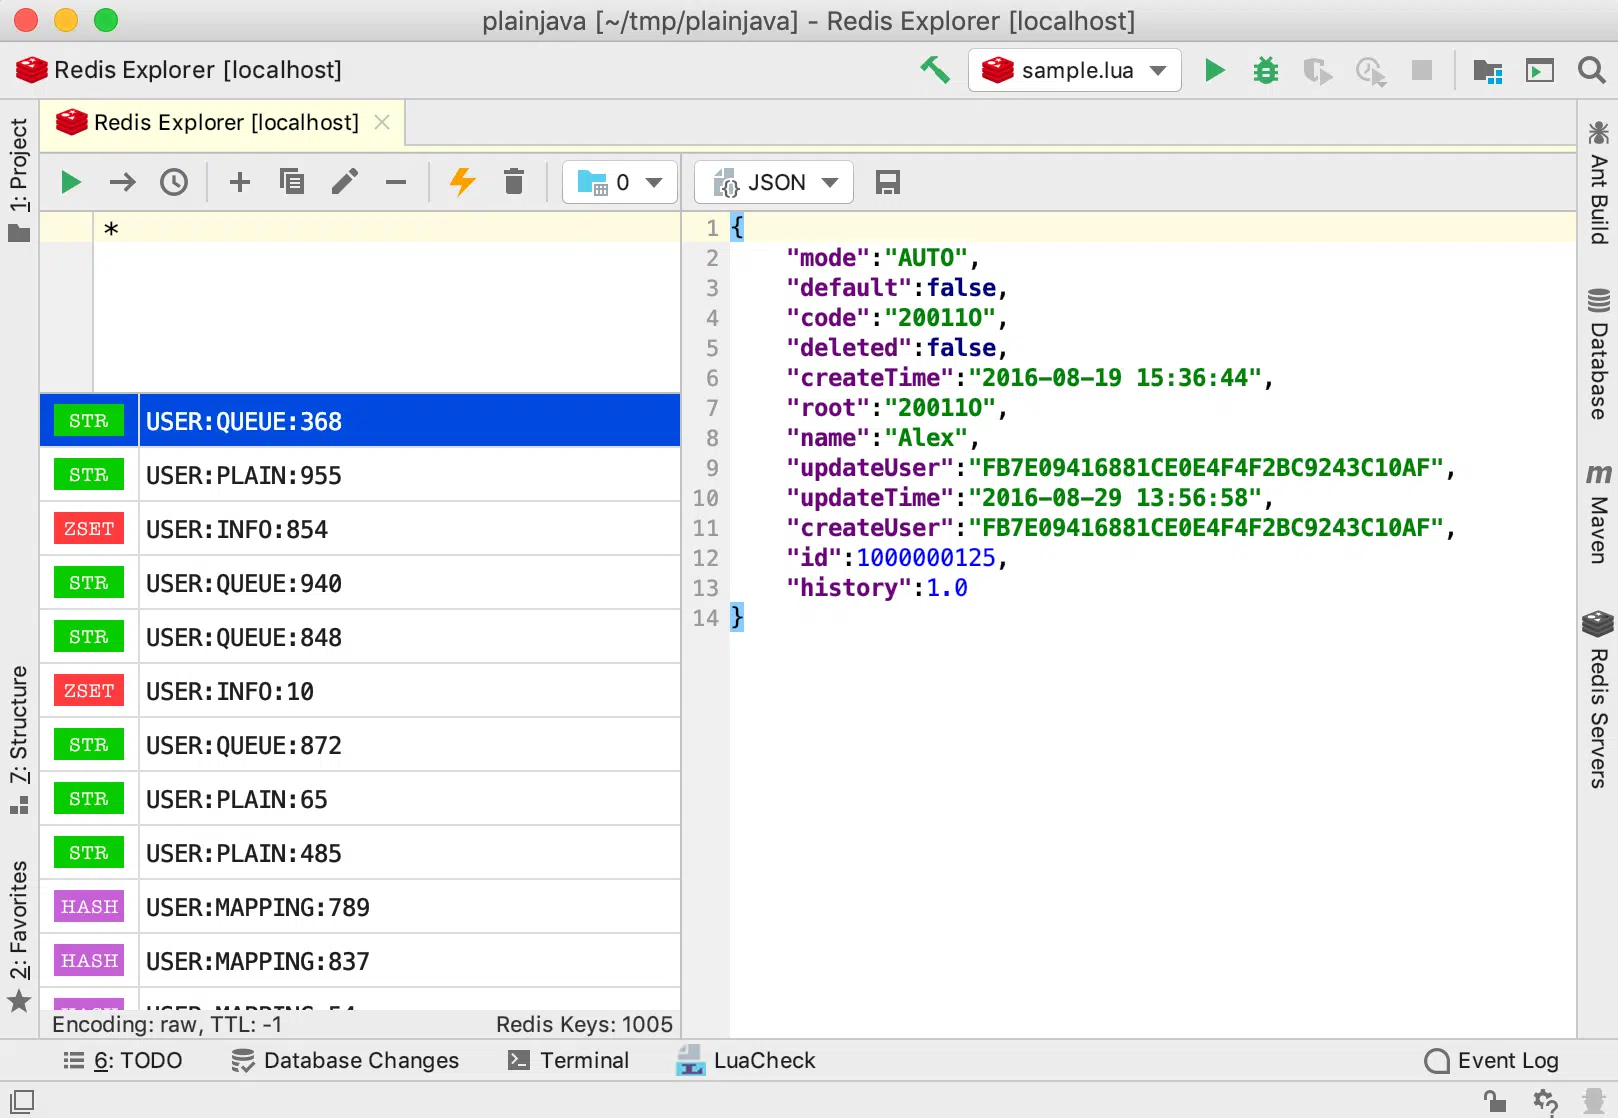 plainjava [~/tmp/plainjava] - Redis Explorer [localhost]
Redis Explorer [localhost]
sample.lua
Redis Explorer [localhost]
0
JSON
*
STR USER:QUEUE:368
STR USER:PLAIN:955
ZSET USER:INFO:854
STR USER:QUEUE:940
STR USER:QUEUE:848
ZSET USER:INFO:10
STR USER:QUEUE:872
STR USER:PLAIN:65
STR USER:PLAIN:485
HASH USER:MAPPING:789
HASH USER:MAPPING:837
Encoding: raw, TTL: -1
Redis Keys: 1005
1 {
2 "mode":"AUTO",
3 "default":false,
4 "code":"20011O",
5 "deleted":false,
6 "createTime":"2016-08-19 15:36:44",
7 "root":"20011O",
8 "name":"Alex",
9 "updateUser":"FB7E09416881CE0E4F4F2BC9243C10AF",
10 "updateTime":"2016-08-29 13:56:58",
11 "createUser":"FB7E09416881CE0E4F4F2BC9243C10AF",
12 "id":1000000125,
13 "history":1.0
14 }
1: Project
7: Structure
2: Favorites
Ant Build
Database
m
Maven
Redis Servers
6: TODO
Database Changes
Terminal
LuaCheck
Event Log